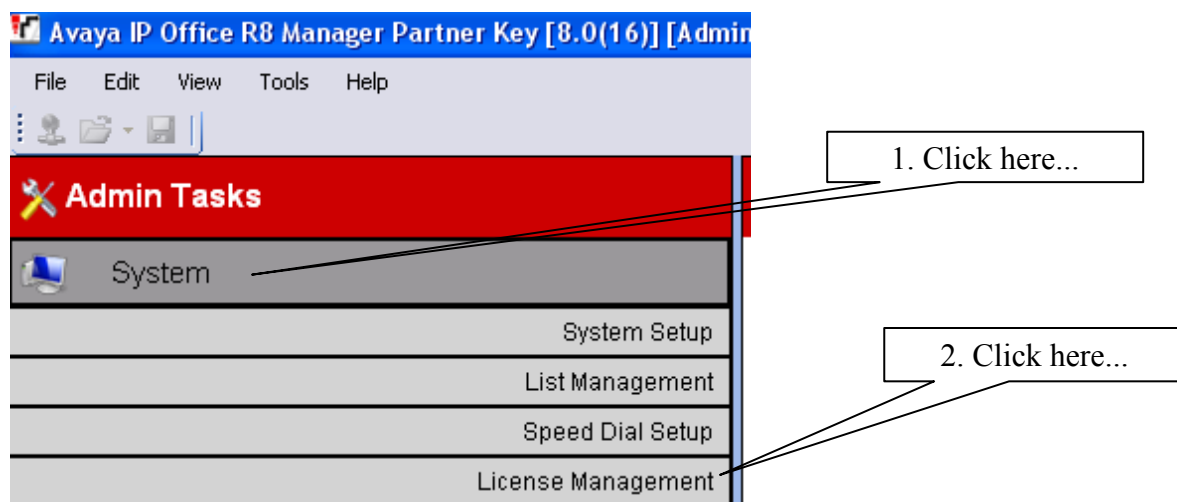 Avaya IP Office R8 Manager Partner Key [8.0(16)] [Admin
File Edit View Tools Help
1. Click here...
Admin Tasks
System
System Setup
2. Click here...
List Management
Speed Dial Setup
License Management